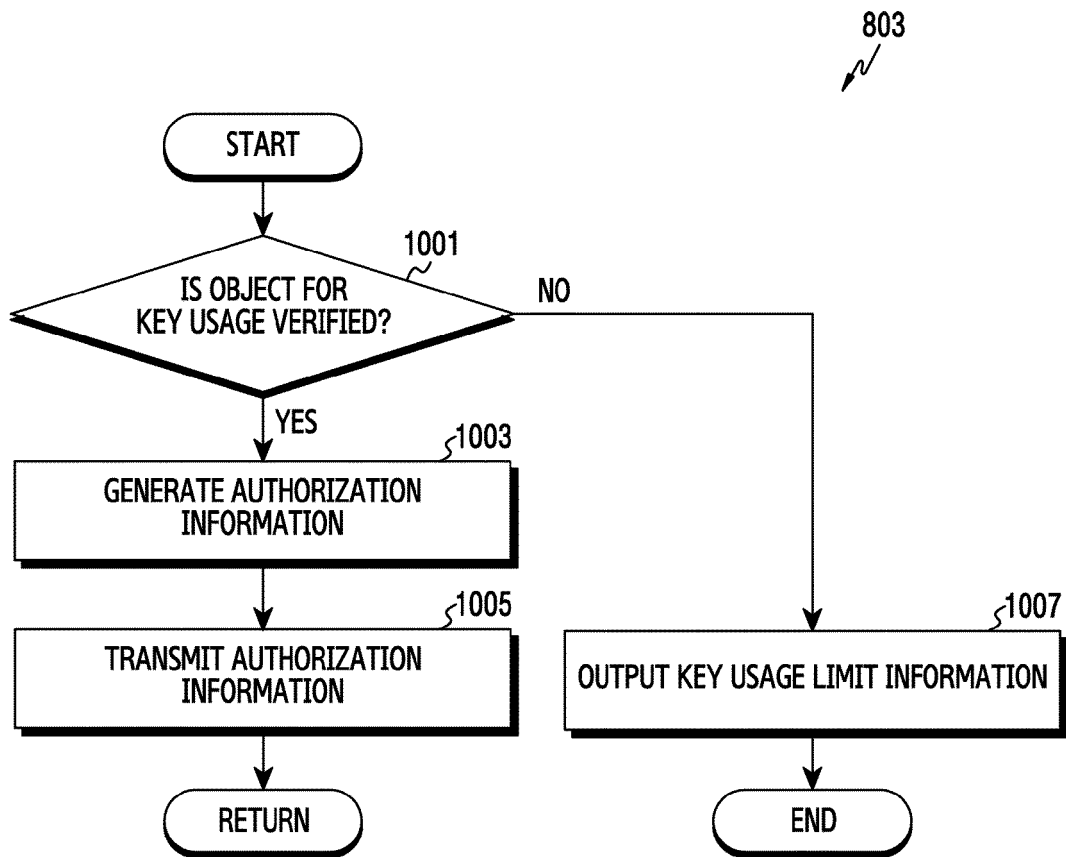 803
START
1001
IS OBJECT FOR
KEY USAGE VERIFIED?
NO
YES
1003
GENERATE AUTHORIZATION
INFORMATION
1005
TRANSMIT AUTHORIZATION
INFORMATION
1007
OUTPUT KEY USAGE LIMIT INFORMATION
RETURN
END